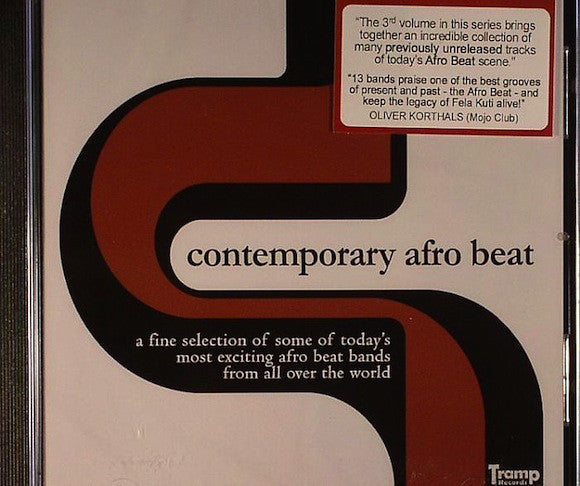 "The 3rd volume in this series brings
together an incredible collection of
many previously unreleased tracks
of today's Afro Beat scene."
"13 bands praise one of the best grooves
of present and past - the Afro Beat - and
keep the legacy of Fela Kuti alive!"
OLIVER KORTHALS (Mojo Club)
contemporary afro beat
a fine selection of some of today's
most exciting afro beat bands
from all over the world
Tramp
Records